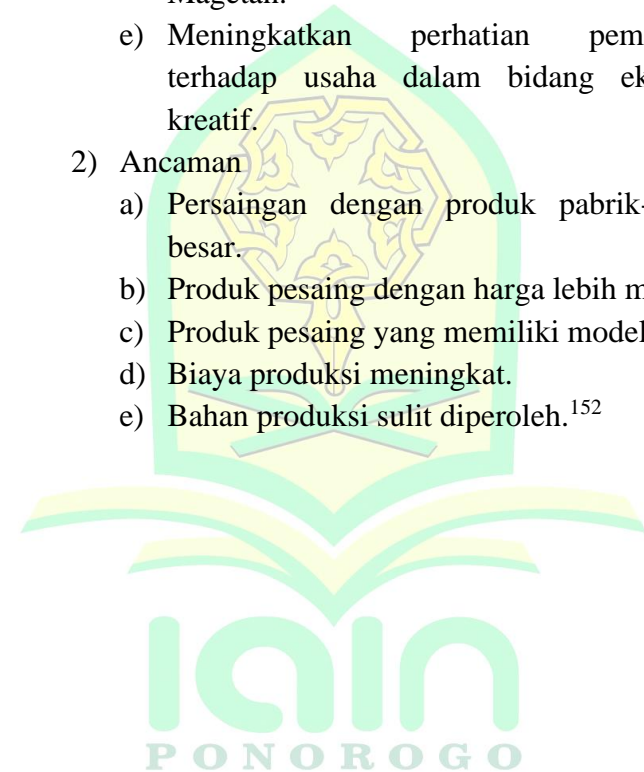 Magetan.
e) Meningkatkan perhatian pem
terhadap usaha dalam bidang ek
kreatif.
2) Ancaman
a) Persaingan dengan produk pabrik-
besar.
b) Produk pesaing dengan harga lebih m
c) Produk pesaing yang memiliki model
d) Biaya produksi meningkat.
e) Bahan produksi sulit diperoleh.152
iain
PONOROGO